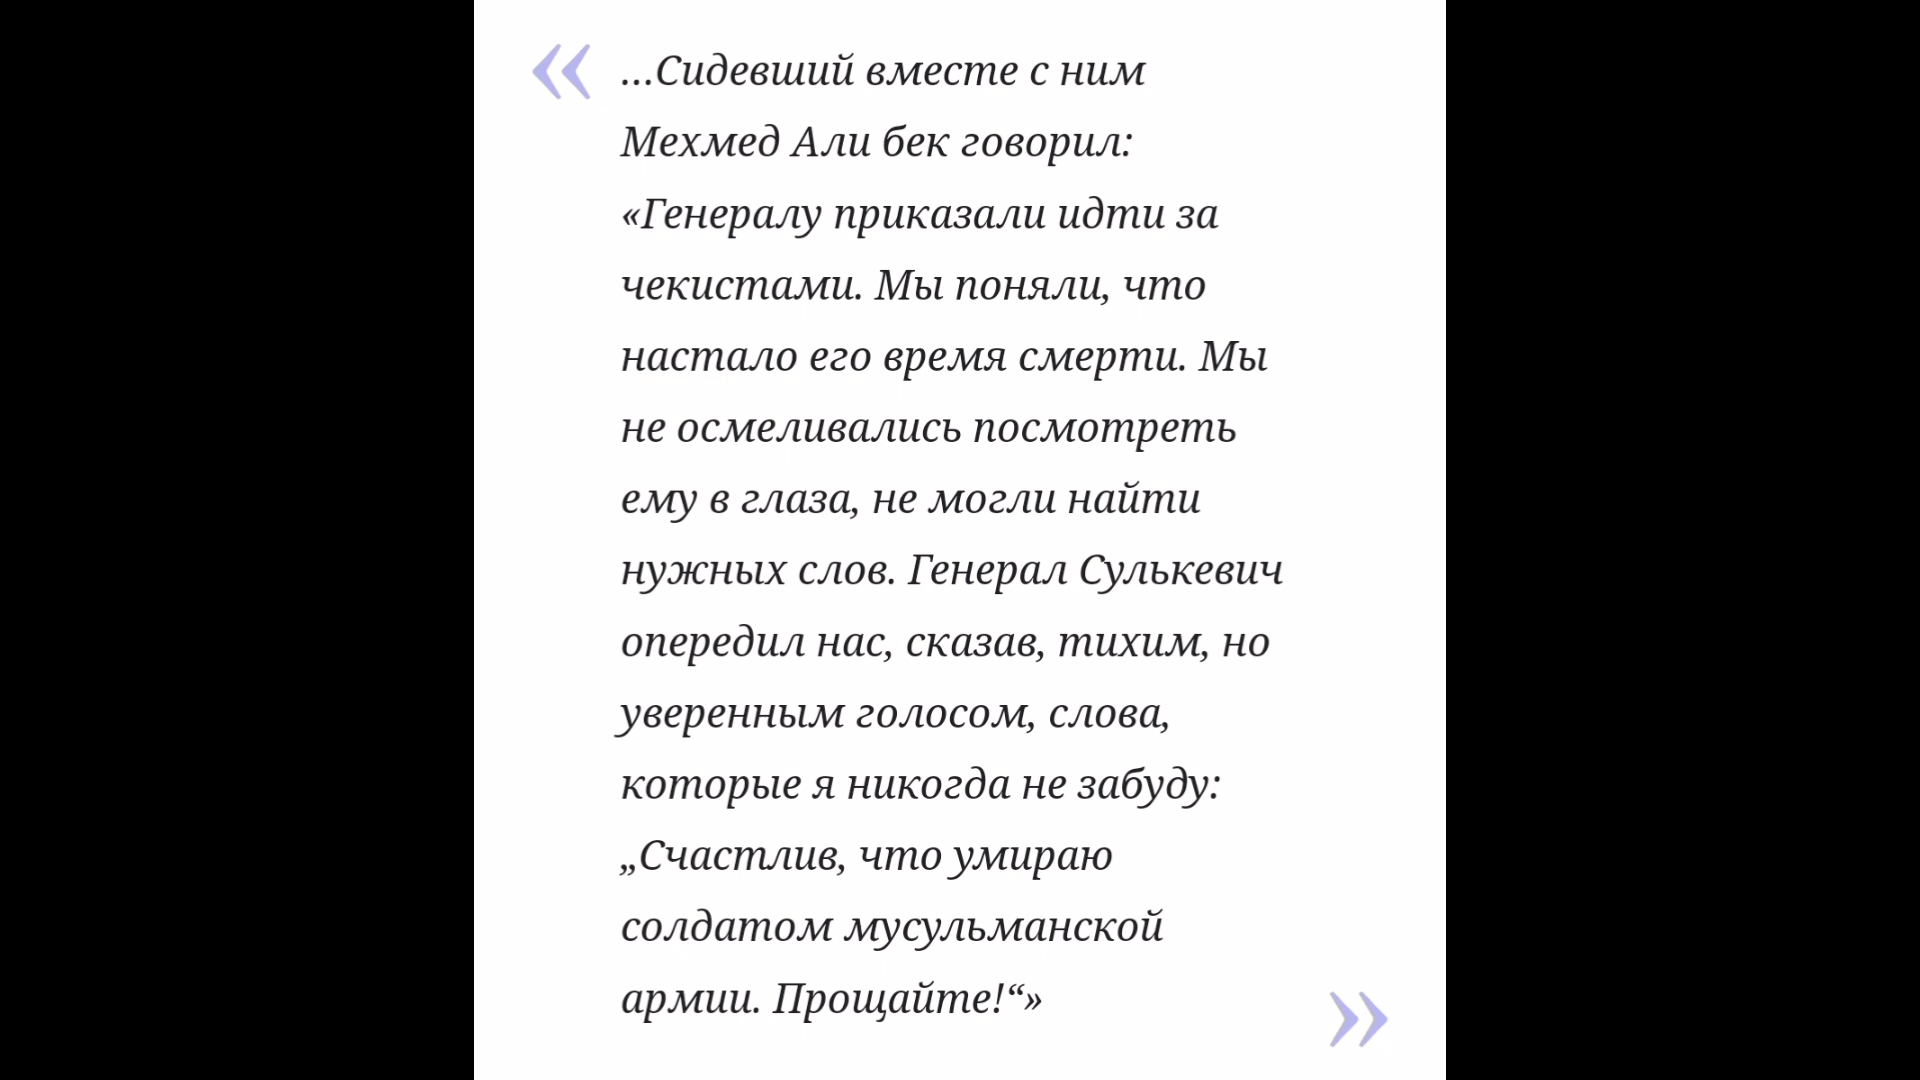 «…Сидевший вместе с ним
Мехмед Али бек говорил:
«Генералу приказали идти за
чекистами. Мы поняли, что
настало его время смерти. Мы
не осмеливались посмотреть
ему в глаза, не могли найти
нужных слов. Генерал Сулькевич
опередил нас, сказав, тихим, но
уверенным голосом, слова,
которые я никогда не забуду:
„Счастлив, что умираю
солдатом мусульманской
армии. Прощайте!“»
»